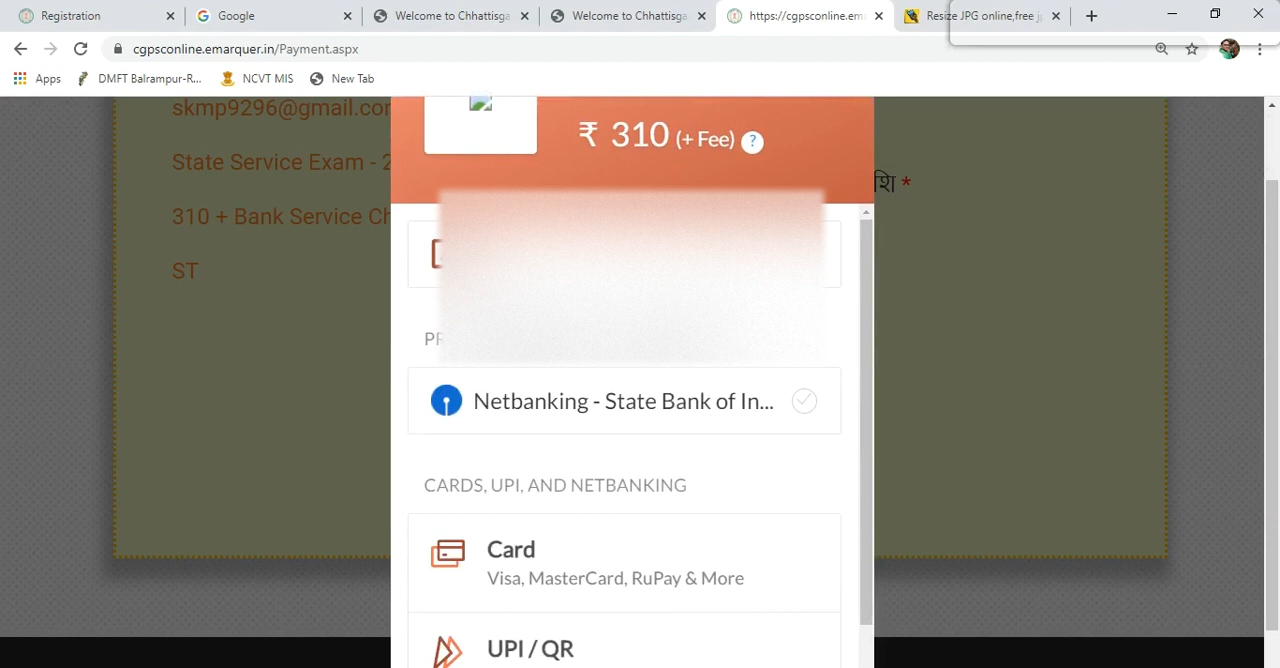 Registration
Google
Welcome to Chhattisga
Welcome to Chhattisga
https://cgpsconline.em
Resize JPG online,free j
cgpsconline.emarquer.in/Payment.aspx
Apps
DMFT Balrampur-R...
NCVT MIS
New Tab
skmp9296@gmail.co
₹ 310 (+ Fee) ?
State Service Exam - 2
शि *
310 + Bank Service Ch
ST
PR
Netbanking - State Bank of In...
CARDS, UPI, AND NETBANKING
Card
Visa, MasterCard, RuPay & More
UPI / QR